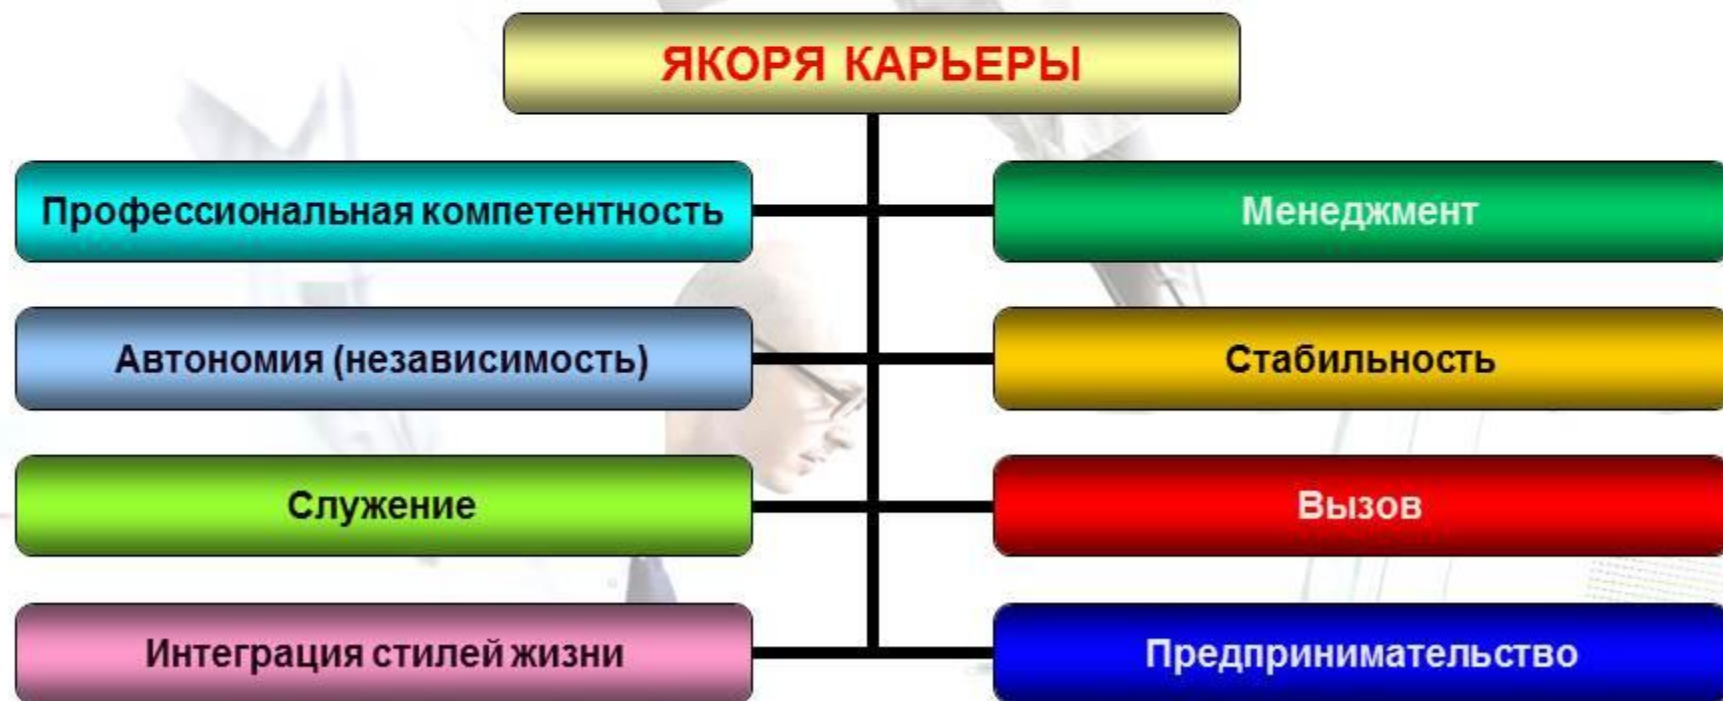 ЯКОРЯ КАРЬЕРЫ
Профессиональная компетентность
Менеджмент
Автономия (независимость)
Стабильность
Служение
Вызов
Интеграция стилей жизни
Предпринимательство